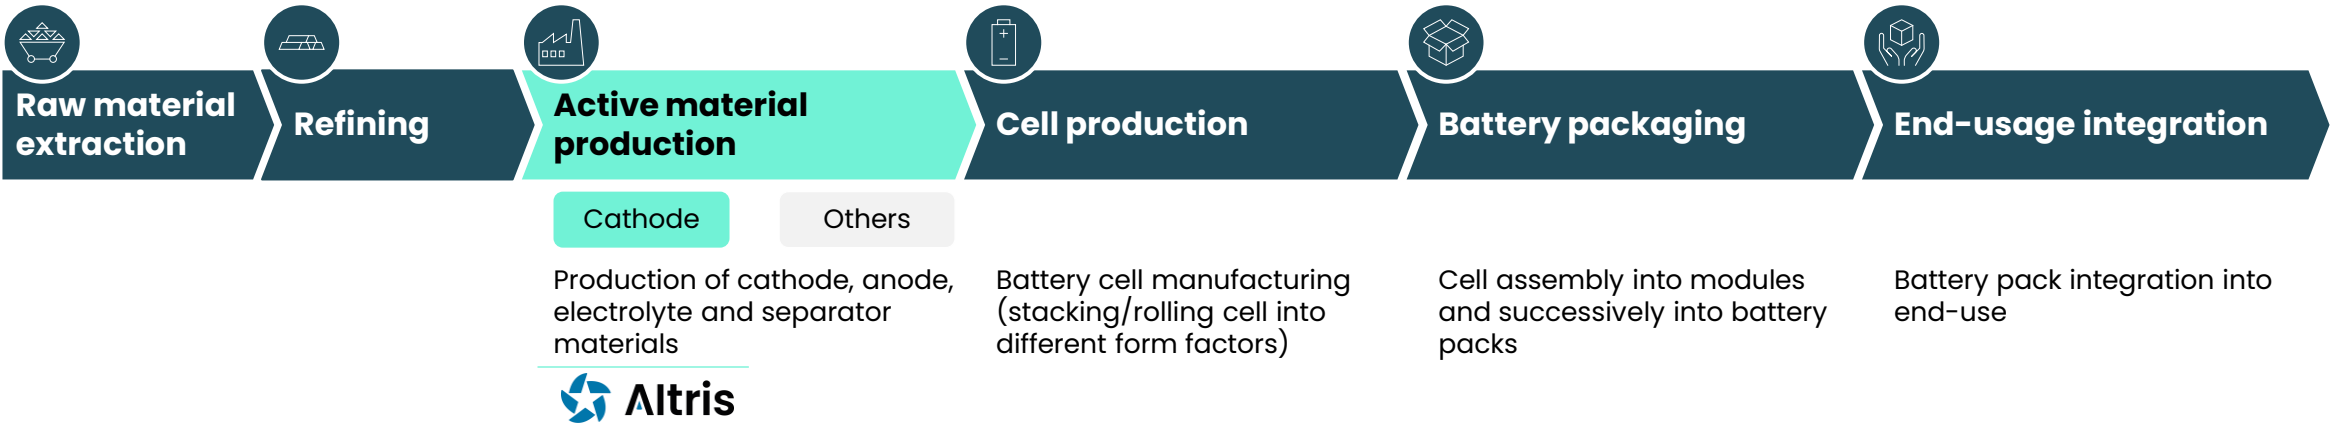 Raw material
extraction
Refining
Active material
production
Cell production
Battery packaging
End-usage integration
Cathode
Others
Production of cathode, anode,
electrolyte and separator
materials
Battery cell manufacturing
(stacking/rolling cell into
different form factors)
Cell assembly into modules
and successively into battery
packs
Battery pack integration into
end-use
Altris